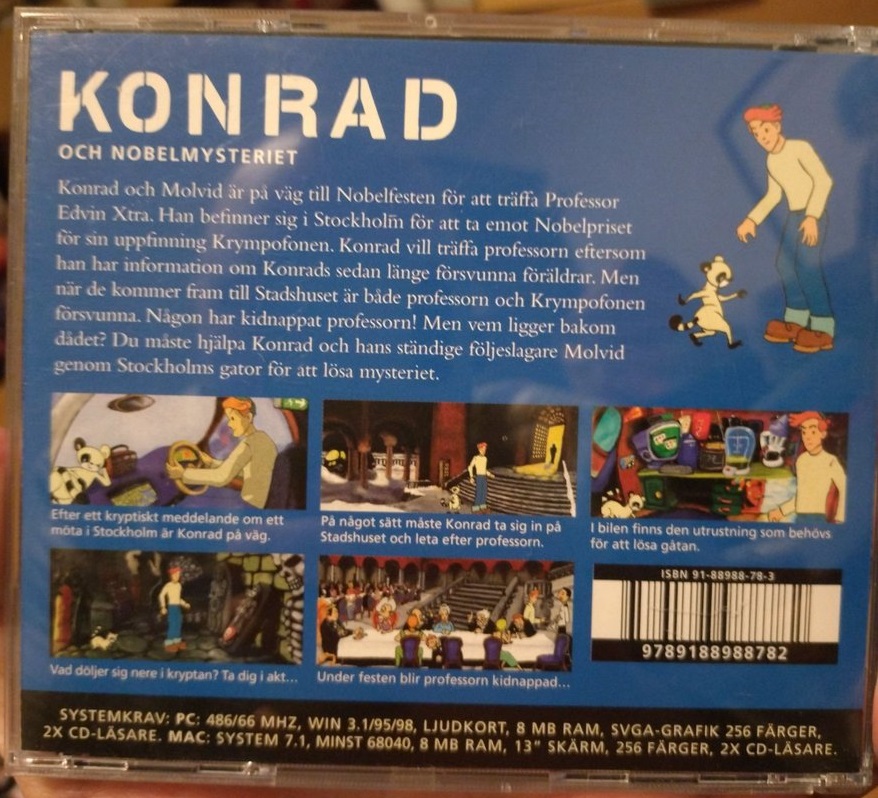 KONRAD
OCH NOBELMYSTERIET
Konrad och Molvid är på väg till Nobelfesten för att träffa Professor
Edvin Xtra. Han befinner sig i Stockholm för att ta emot Nobelpriset
för sin uppfinning Krympofonen. Konrad vill träffa professorn eftersom
han har information om Konrads sedan länge försvunna föräldrar. Men
när de kommer fram till Stadshuset är både professorn och Krympofonen
försvunna. Någon har kidnappat professorn! Men vem ligger bakom
dådet? Du måste hjälpa Konrad och hans ständige följeslagare Molvid
genom Stockholms gator för att lösa mysteriet.
Efter ett kryptiskt meddelande om ett
möta i Stockholm är Konrad på väg.
På något sätt måste Konrad ta sig in på
Stadshuset och leta efter professorn.
I bilen finns den utrustning som behövs
för att lösa gåtan.
Vad döljer sig nere i kryptan? Ta dig i akt...
Under festen blir professorn kidnappad...
ISBN 91-88988-78-3
9789188988782
SYSTEMKRAV: PC: 486/66 MHZ, WIN 3.1/95/98, LJUDKORT, 8 MB RAM, SVGA-GRAFIK 256 FÄRGER,
2X CD-LÄSARE. MAC: SYSTEM 7.1, MINST 68040, 8 MB RAM, 13" SKÄRM, 256 FÄRGER, 2X CD-LÄSARE.